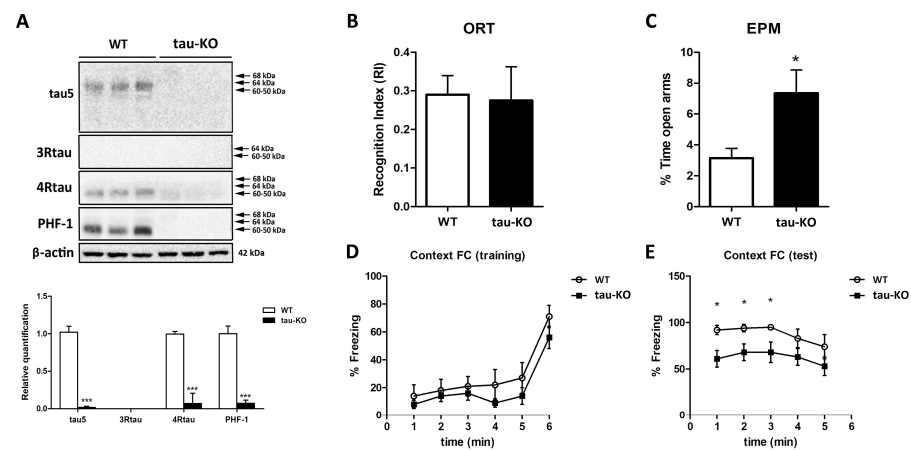 A
WT
tau-KO
tau5
68 kDa
64 kDa
60-50 kDa
3Rtau
64 kDa
60-50 kDa
4Rtau
68 kDa
64 kDa
60-50 kDa
PHF-1
68 kDa
64 kDa
60-50 kDa
β-actin
42 kDa
Relative quantification
1.5
1.0
0.5
0.0
***
***
***
tau5
3Rtau
4Rtau
PHF-1
WT
tau-KO
B
ORT
Recognition Index (RI)
0.4
0.3
0.2
0.1
0.0
WT
tau-KO
C
EPM
% Time open arms
10
8
6
4
2
0
*
WT
tau-KO
D
Context FC (training)
WT
tau-KO
% Freezing
100
80
60
40
20
0
0 1 2 3 4 5 6
time (min)
E
Context FC (test)
WT
tau-KO
% Freezing
150
100
50
0
* * *
0 1 2 3 4 5 6
time (min)